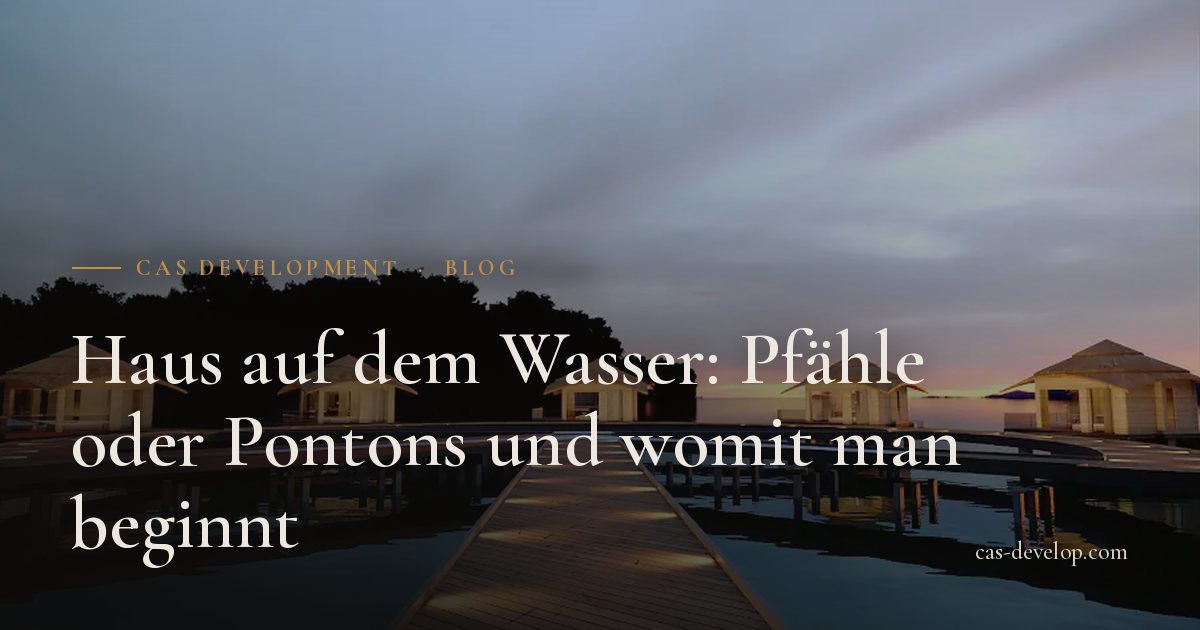 CAS DEVELOPMENT · BLOG
Haus auf dem Wasser: Pfähle
oder Pontons und womit man
beginnt
cas-develop.com